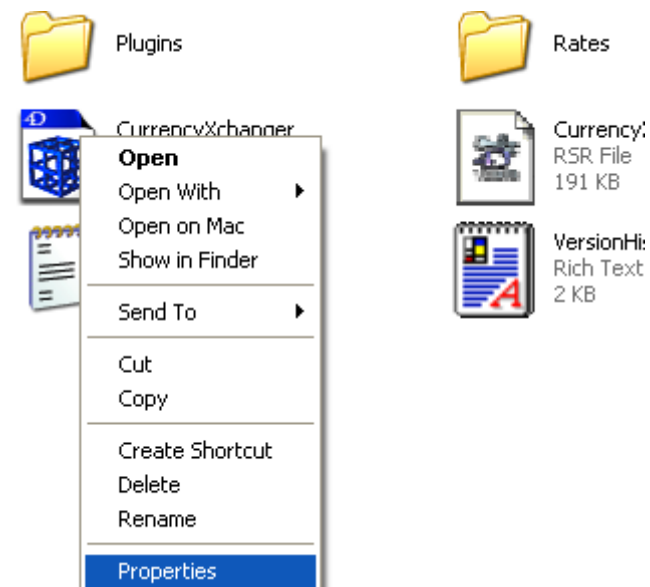 Plugins
Rates
4D
CurrencyXchanger
RSR File
191 KB
Rich Text
2 KB
Open
Open With
Open on Mac
Show in Finder
Send To
Cut
Copy
Create Shortcut
Delete
Rename
Properties